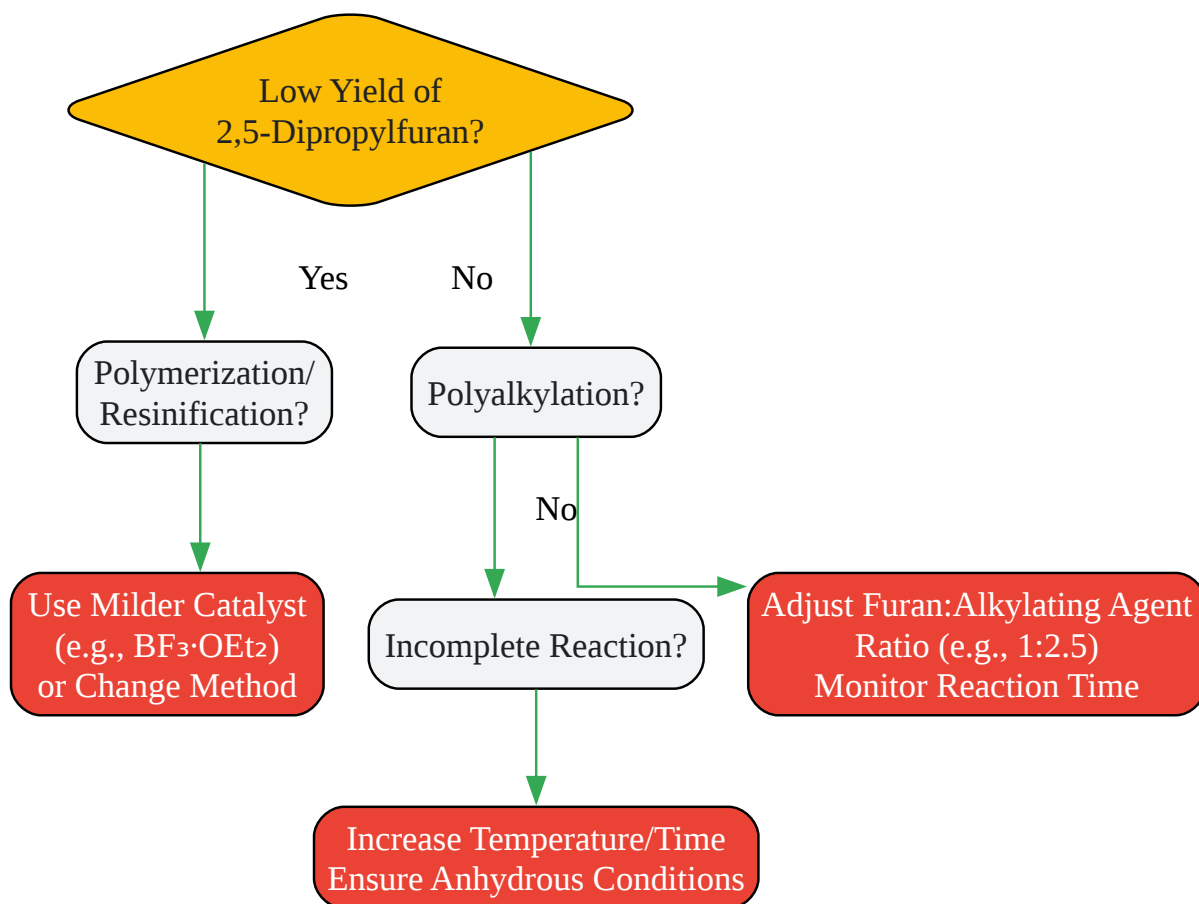 Low Yield of
2,5-Dipropylfuran?
Yes
No
Polymerization/
Resinification?
Polyalkylation?
No
Use Milder Catalyst
(e.g., BF₃·OEt₂)
or Change Method
Incomplete Reaction?
Adjust Furan:Alkylating Agent
Ratio (e.g., 1:2.5)
Monitor Reaction Time
Increase Temperature/Time
Ensure Anhydrous Conditions